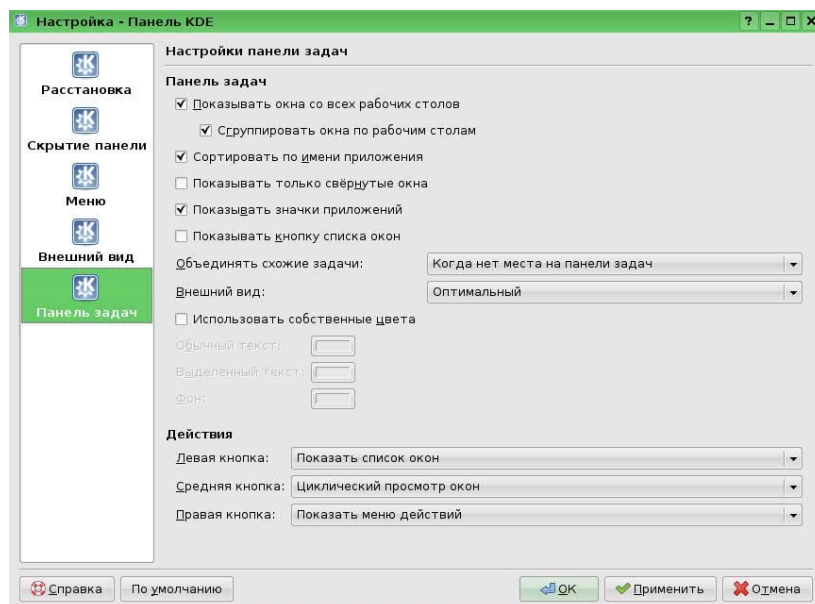 Настройка - Панель KDE
Расстановка
Скрытие панели
Меню
Внешний вид
Панель задач
Настройки панели задач
Панель задач
Показывать окна со всех рабочих столов
Сгруппировать окна по рабочим столам
Сортировать по имени приложения
Показывать только свёрнутые окна
Показывать значки приложений
Показывать кнопку списка окон
Объединять схожие задачи: Когда нет места на панели задач
Внешний вид: Оптимальный
Использовать собственные цвета
Обычный текст:
Выделенный текст:
Фон:
Действия
Левая кнопка: Показать список окон
Средняя кнопка: Циклический просмотр окон
Правая кнопка: Показать меню действий
Справка По умолчанию OK Применить Отмена